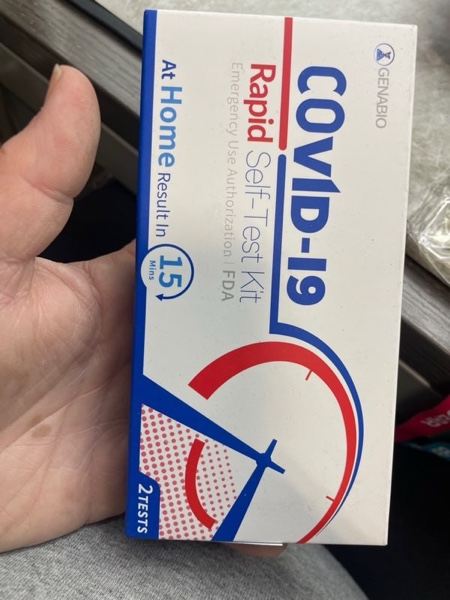 GENABIO
COVID-19
Rapid Self-Test Kit
Emergency Use Authorization | FDA
At Home Result In 15 Mins
2 TESTS